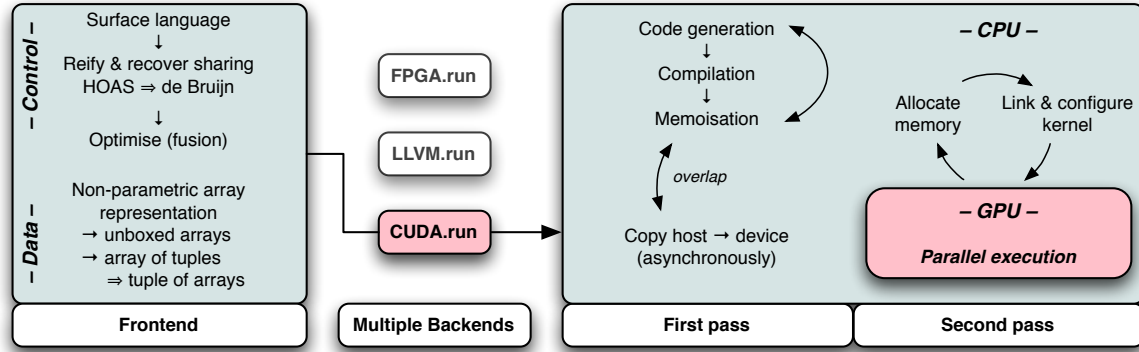 – Control –
Surface language
↓
Reify & recover sharing
HOAS ⇒ de Bruijn
↓
Optimise (fusion)
– Data –
Non-parametric array
representation
→ unboxed arrays
→ array of tuples
⇒ tuple of arrays
Frontend
FPGA.run
LLVM.run
CUDA.run
Multiple Backends
Code generation
↓
Compilation
↓
Memoisation
overlap
Copy host → device
(asynchronously)
First pass
– CPU –
Allocate
memory
Link & configure
kernel
– GPU –
Parallel execution
Second pass